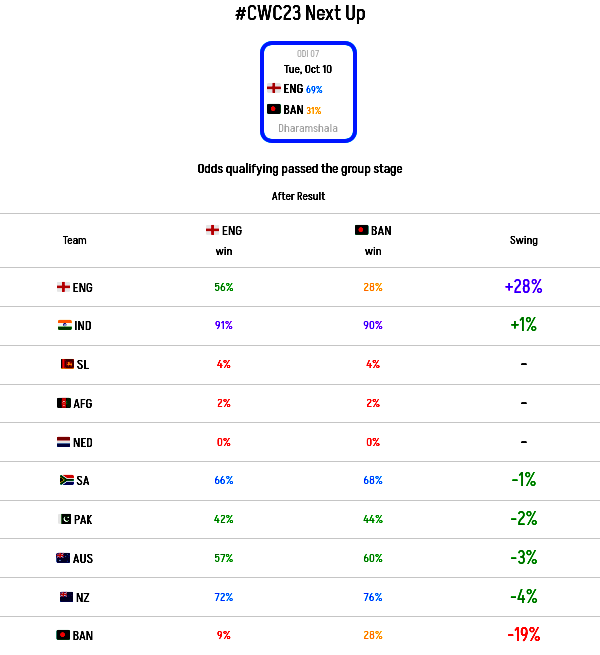 #CWC23 Next Up
ODI 07
Tue, Oct 10
ENG 69%
BAN 31%
Dharamshala
Odds qualifying passed the group stage
After Result
Team ENG win BAN win Swing
ENG 56% 28% +28%
IND 91% 90% +1%
SL 4% 4% -
AFG 2% 2% -
NED 0% 0% -
SA 66% 68% -1%
PAK 42% 44% -2%
AUS 57% 60% -3%
NZ 72% 76% -4%
BAN 9% 28% -19%